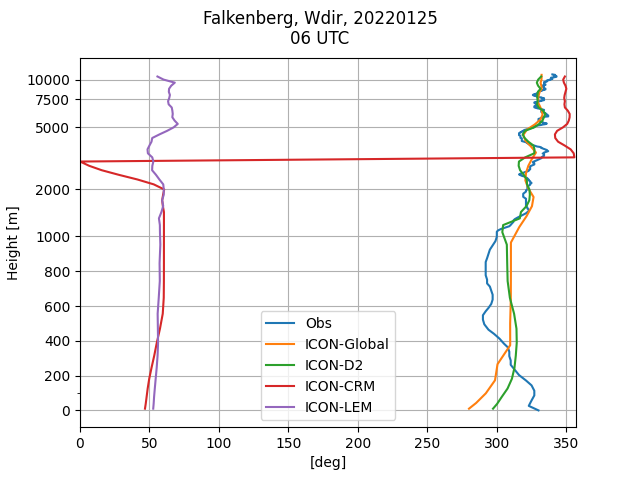 Falkenberg, Wdir, 20220125
06 UTC
Height [m]
10000
7500
5000
2000
1000
800
600
400
200
0
Obs
ICON-Global
ICON-D2
ICON-CRM
ICON-LEM
0 50 100 150 200 250 300 350
[deg]